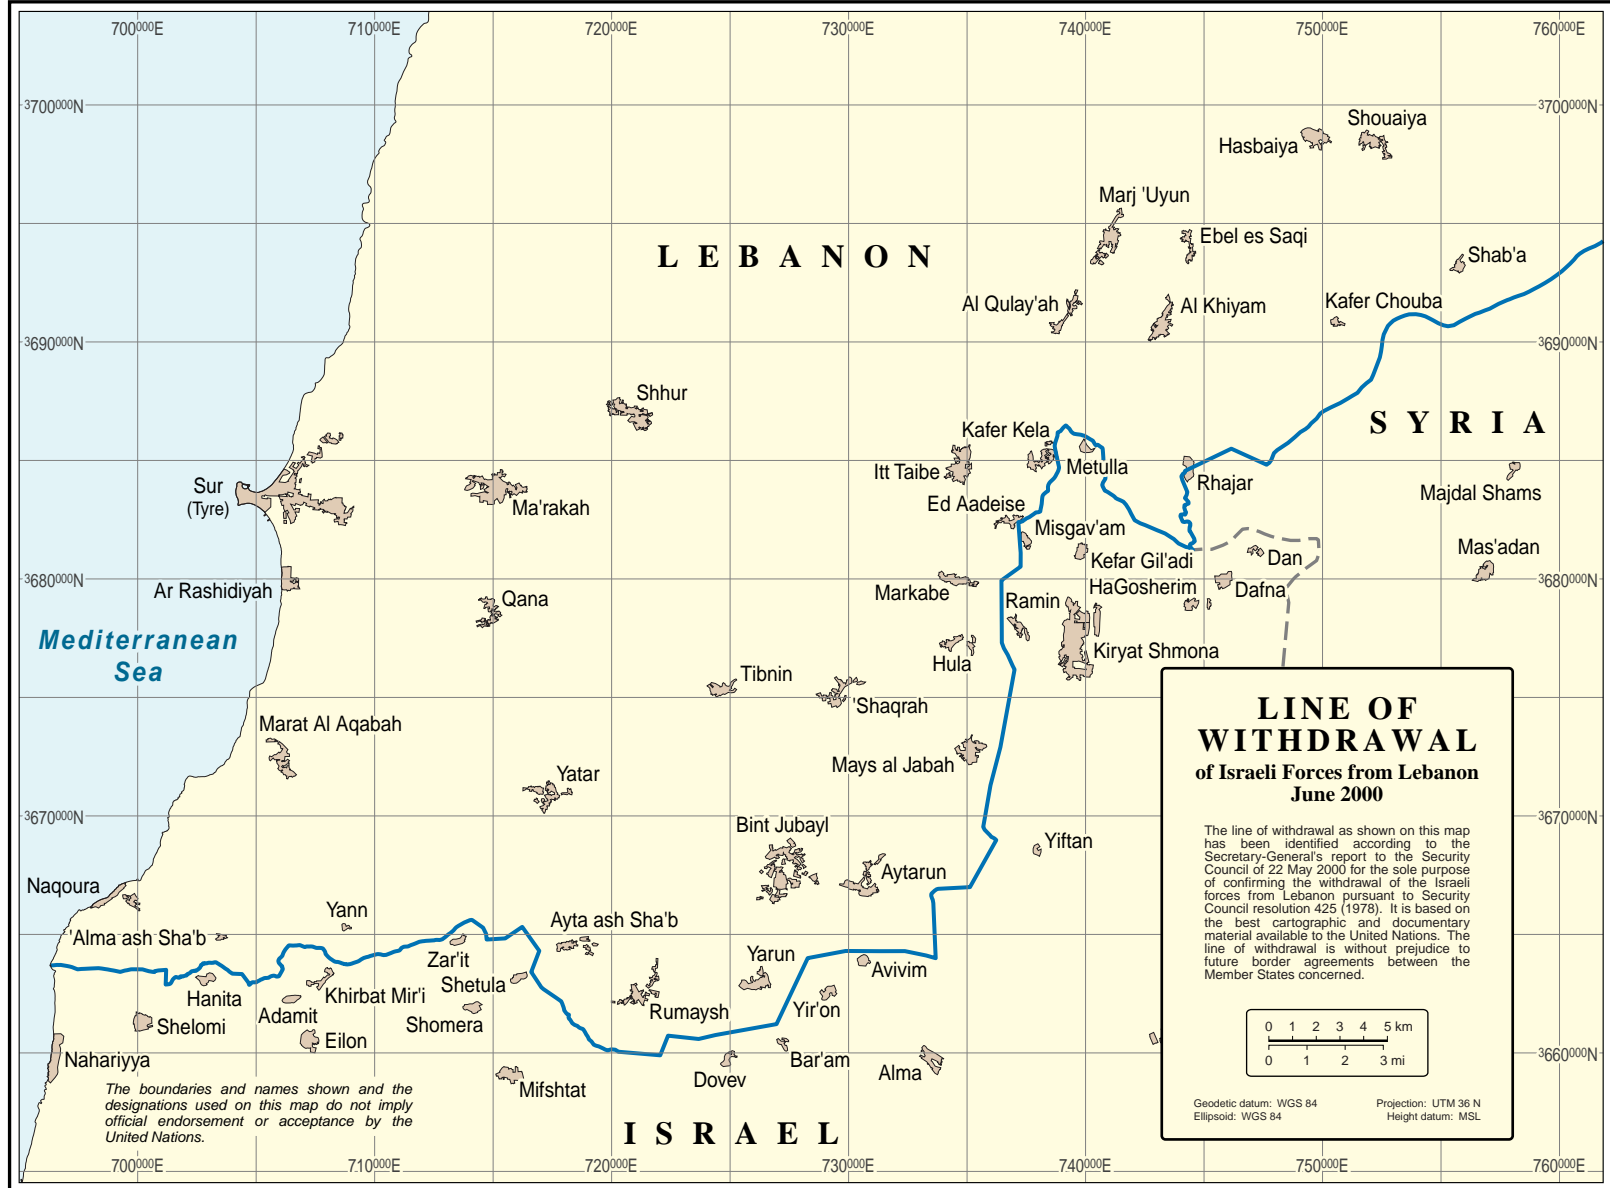 700000E 710000E 720000E 730000E 740000E 750000E 760000E
3700000N 3700000N
Shouaiya
Hasbaiya
Marj 'Uyun
Ebel es Saqi
LEBANON
Shab'a
Al Qulay'ah
Al Khiyam
Kafer Chouba
3690000N 3690000N
Shhur
SYRIA
Kafer Kela
Itt Taibe
Metulla
Sur
(Tyre)
Rhajar
Majdal Shams
Ma'rakah
Ed Aadeise
Misgav'am
Mas'adan
Kefar Gil'adi
Dan
3680000N 3680000N
Ar Rashidiyah
Markabe
HaGosherim
Dafna
Qana
Ramin
Mediterranean
Sea
Kiryat Shmona
Hula
Tibnin
'Shaqrah
Marat Al Aqabah
Mays al Jabah
Yatar
3670000N 3670000N
Bint Jubayl
Yiftan
Aytarun
Naqoura
Yann
Ayta ash Sha'b
'Alma ash Sha'b
Zar'it
Yarun
Avivim
Shetula
Hanita
Khirbat Mir'i
Adamit
Rumaysh
Yir'on
Shomera
Shelomi
Eilon
Nahariyya
3660000N 3660000N
Bar'am
Dovev
Alma
Mifshtat
LINE OF
WITHDRAWAL
of Israeli Forces from Lebanon
June 2000
The line of withdrawal as shown on this map
has been identified according to the
Secretary-General's report to the Security
Council of 22 May 2000 for the sole purpose
of confirming the withdrawal of the Israeli
forces from Lebanon pursuant to Security
Council resolution 425 (1978). It is based on
the best cartographic and documentary
material available to the United Nations. The
line of withdrawal is without prejudice to
future border agreements between the
Member States concerned.
0 1 2 3 4 5 km
0 1 2 3 mi
Geodetic datum: WGS 84 Projection: UTM 36 N
Ellipsoid: WGS 84 Height datum: MSL
The boundaries and names shown and the
designations used on this map do not imply
official endorsement or acceptance by the
United Nations.
ISRAEL
700000E 710000E 720000E 730000E 740000E 750000E 760000E